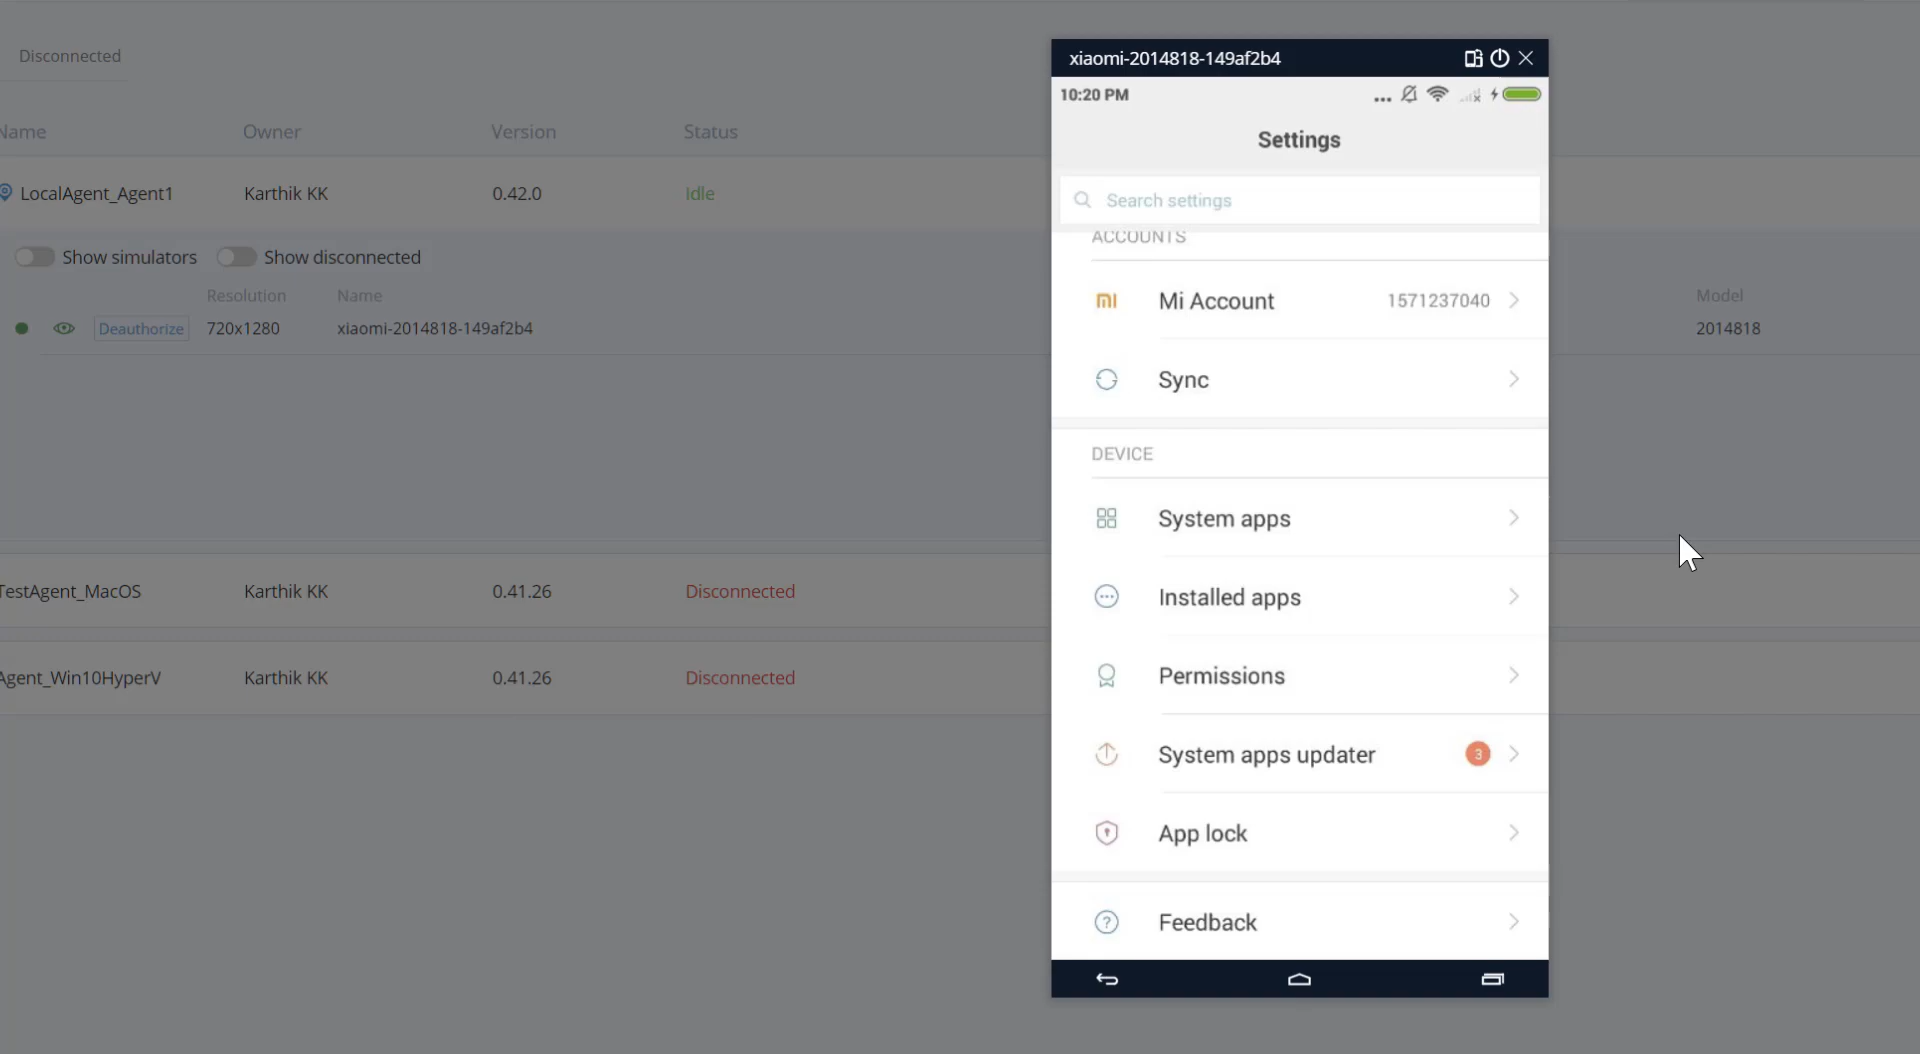 Disconnected
Name Owner Version Status
LocalAgent_Agent1 Karthik KK 0.42.0 Idle
Show simulators Show disconnected
Resolution Name Model
Deauthorize 720x1280 xiaomi-2014818-149af2b4 2014818
TestAgent_MacOS Karthik KK 0.41.26 Disconnected
Agent_Win10HyperV Karthik KK 0.41.26 Disconnected
xiaomi-2014818-149af2b4
10:20 PM
Settings
Search settings
ACCOUNTS
Mi Account 1571237040
Sync
DEVICE
System apps
Installed apps
Permissions
System apps updater 3
App lock
Feedback